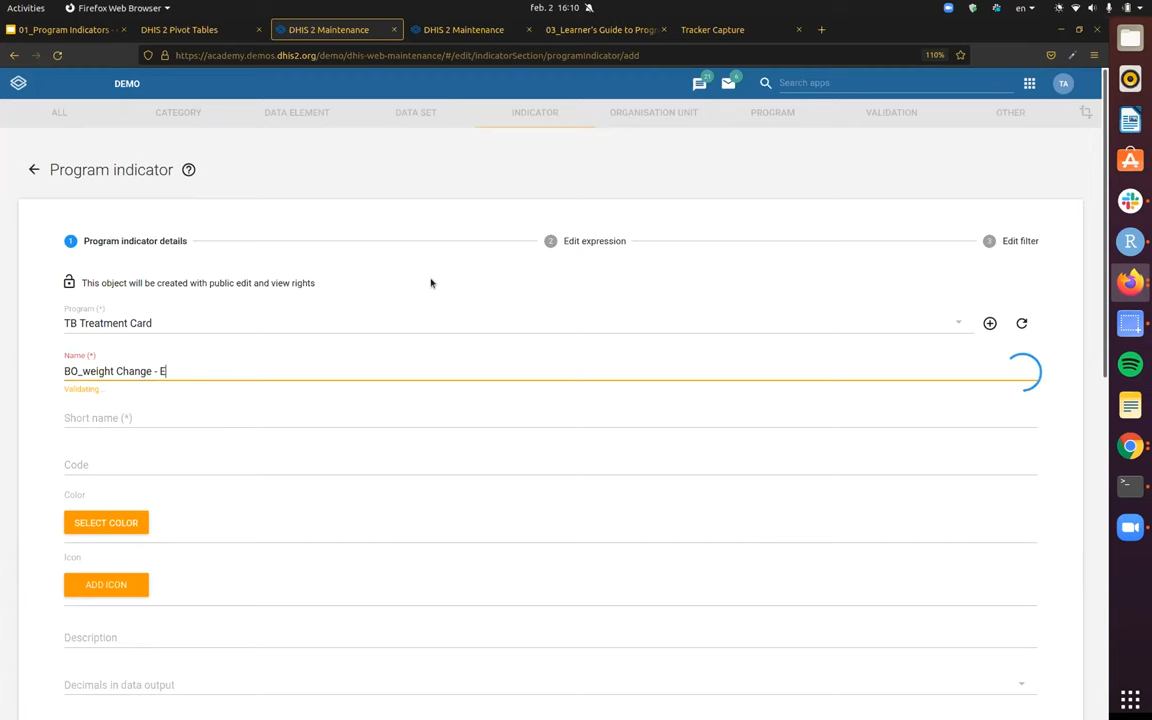 Activities Firefox Web Browser feb. 2 16:10 en
01_Program Indicators - DHIS 2 Pivot Tables DHIS 2 Maintenance DHIS 2 Maintenance 03_Learner's Guide to Progr Tracker Capture
https://academy.demos.dhis2.org/demo/dhis-web-maintenance/#/edit/indicatorSection/programIndicator/add 110%
DEMO 21 6 Search apps TA
ALL CATEGORY DATA ELEMENT DATA SET INDICATOR ORGANISATION UNIT PROGRAM VALIDATION OTHER
Program indicator
1 Program indicator details 2 Edit expression 3 Edit filter
This object will be created with public edit and view rights
Program (*)
TB Treatment Card
Name (*)
BO_weight Change - E
Validating...
Short name (*)
Code
Color
SELECT COLOR
Icon
ADD ICON
Description
Decimals in data output